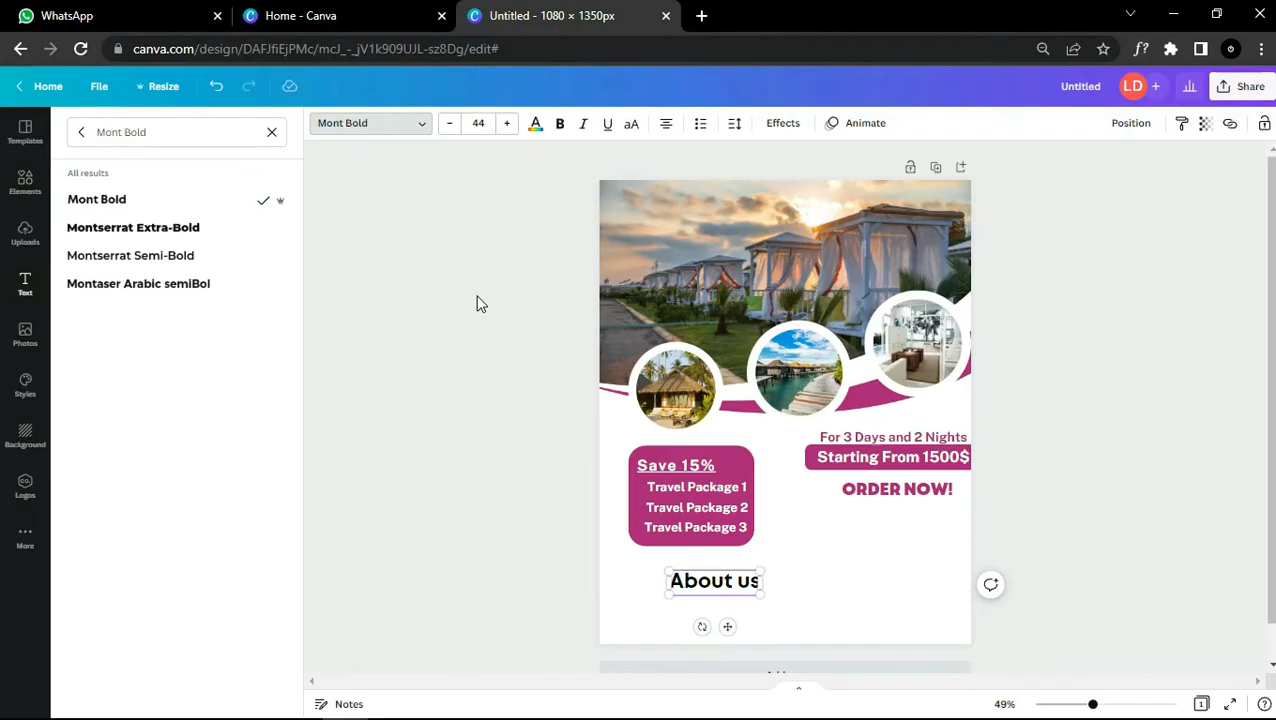 WhatsApp
Home - Canva
Untitled - 1080 × 1350px
canva.com/design/DAFJfiEjPMc/mcJ_-_jV1k909UJL-sz8Dg/edit#
Home
File
Resize
Untitled
LD
Share
Templates
Elements
Uploads
Text
Photos
Styles
Background
Logos
More
Mont Bold
All results
Mont Bold
Montserrat Extra-Bold
Montserrat Semi-Bold
Montaser Arabic semiBol
Mont Bold
44
A
B
I
U
aA
Effects
Animate
Position
For 3 Days and 2 Nights
Starting From 1500$
ORDER NOW!
Save 15%
Travel Package 1
Travel Package 2
Travel Package 3
About us
Notes
49%
1